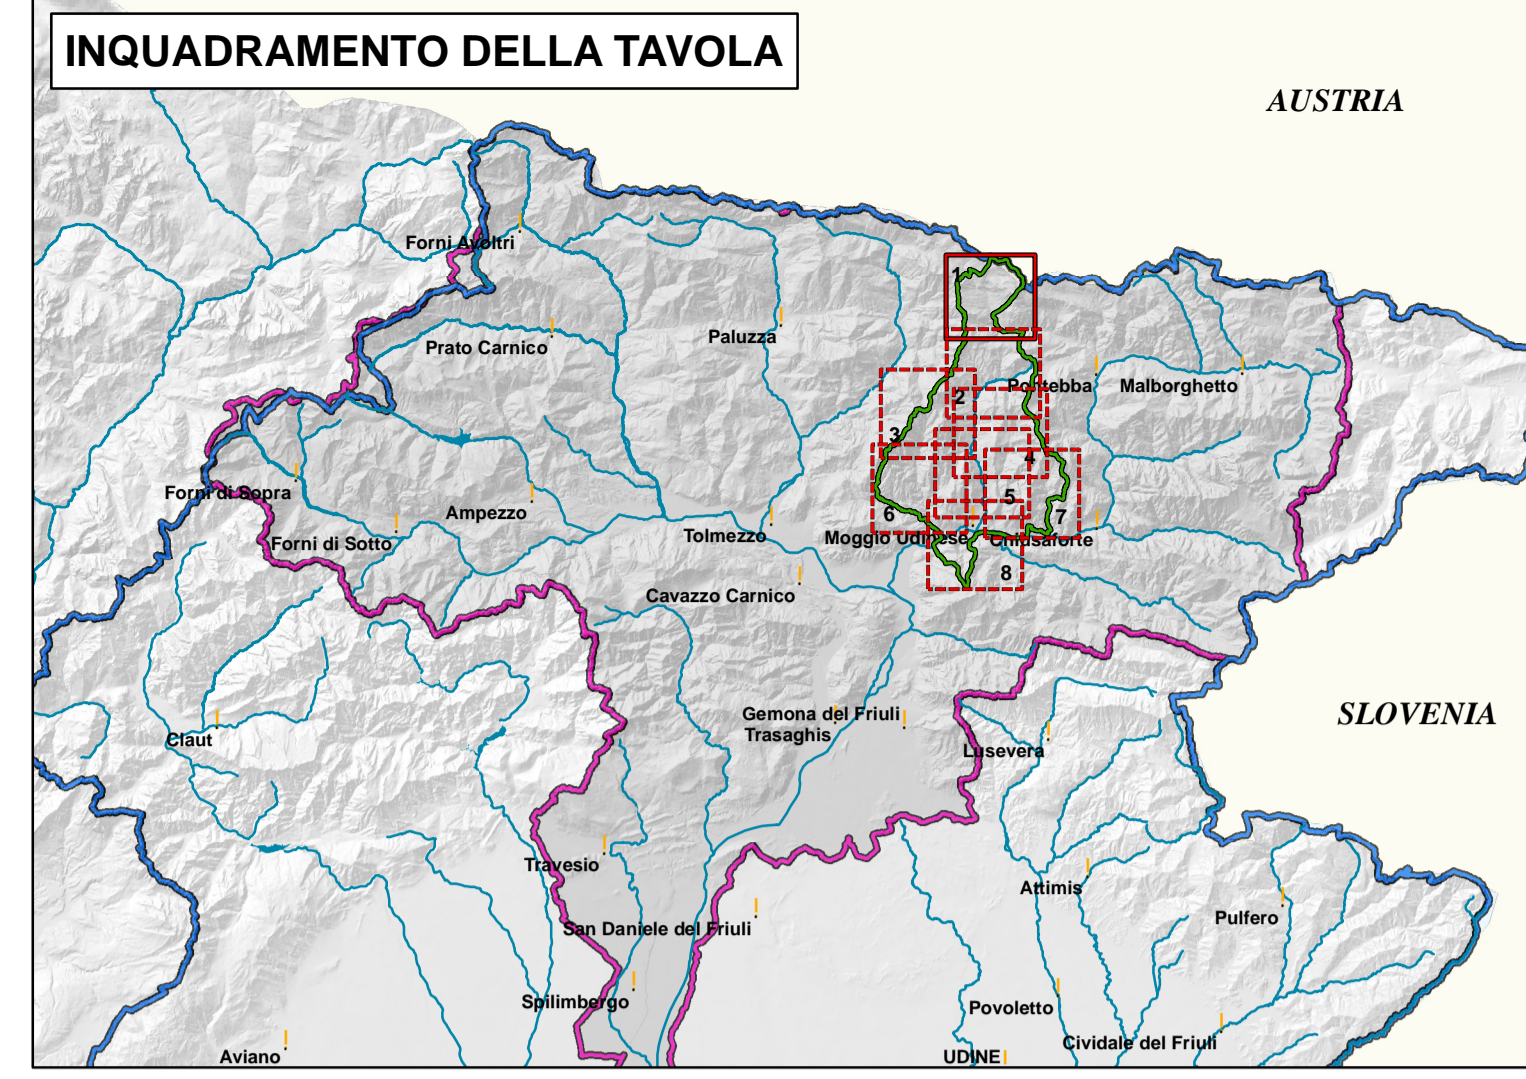 INQUADRAMENTO DELLA TAVOLA
AUSTRIA
Forni Avoltri
1
Paluzza
Prato Carnico
Pontebba
Malborghetto
2
3
4
Forni di Sopra
5
Ampezzo
6
7
Tolmezzo
Moggio Udinese
Chiusaforte
Forni di Sotto
8
Cavazzo Carnico
Gemona del Friuli
SLOVENIA
Trasaghis
Claut
Lusevera
Travesio
Attimis
Pulfero
San Daniele del Friuli
Spilimbergo
Povoletto
Cividale del Friuli
Aviano
UDINE